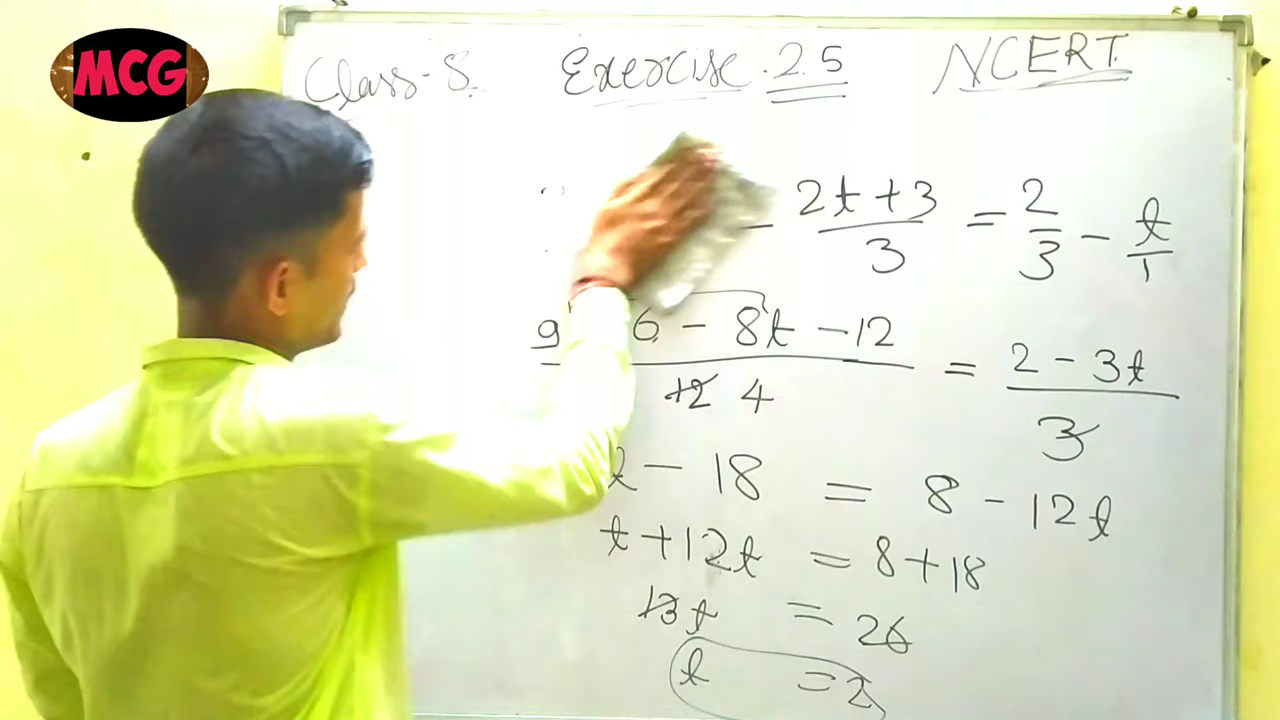 MCG
Class-8. Exercise.2.5 NCERT.
- 2t+3/3 = 2/3 - t/1
9 6 - 8t - 12/12 4 = 2 - 3t/3
t - 18 = 8 - 12t
t + 12t = 8 + 18
13t = 26
t = 2